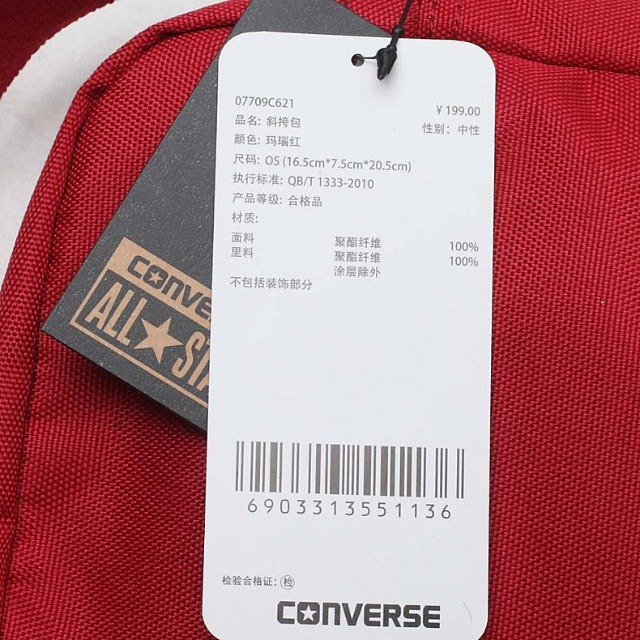 07709C621 ¥ 199.00
品名: 斜挎包 性别: 中性
颜色: 玛瑙红
尺码: OS (16.5cm*7.5cm*20.5cm)
执行标准: QB/T 1333-2010
产品等级: 合格品
材质:
面料 聚酯纤维 100%
里料 聚酯纤维 100%
涂层除外
不包括装饰部分
6903313551136
检验合格证: 检
CONVERSE
CONVE
ALL STA